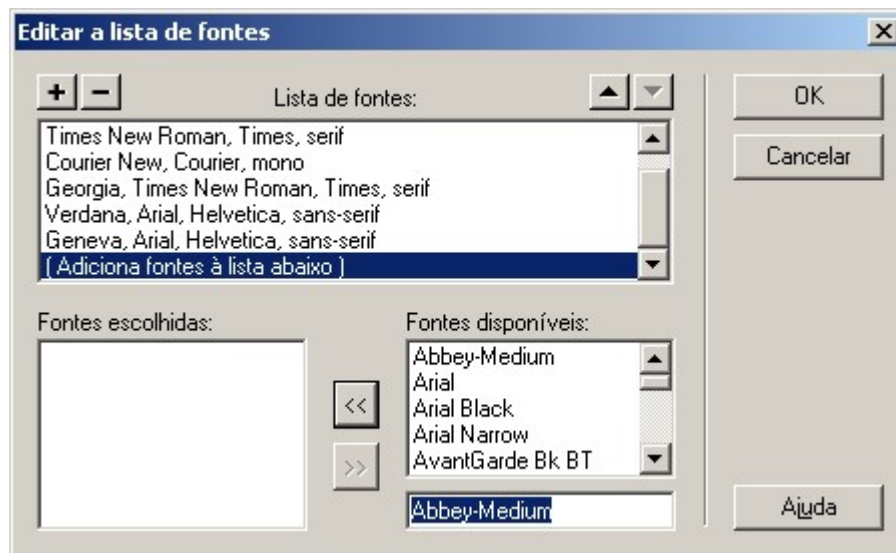 Editar a lista de fontes
+ − Lista de fontes:
Times New Roman, Times, serif
Courier New, Courier, mono
Georgia, Times New Roman, Times, serif
Verdana, Arial, Helvetica, sans-serif
Geneva, Arial, Helvetica, sans-serif
( Adiciona fontes à lista abaixo )
OK
Cancelar
Fontes escolhidas:
<<
>>
Fontes disponíveis:
Abbey-Medium
Arial
Arial Black
Arial Narrow
AvantGarde Bk BT
Abbey-Medium
Ajuda